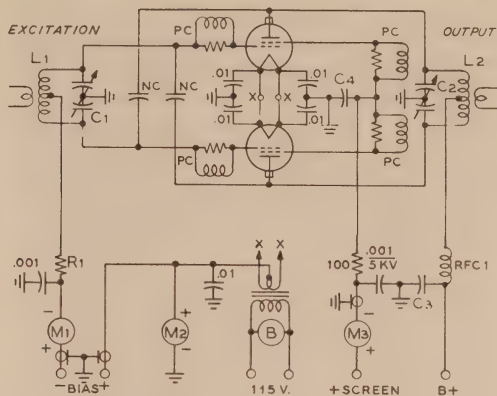 EXCITATION PC PC OUTPUT
L1 L2
.01 .01 C4
NC NC X X C2
C1 .01 .01
PC PC
.001 R1 .01 X X 100 .001 RFC1
5KV
C3
- - 
M1 + M2 - B M3
+ +
-BIAS+ 115 V. +SCREEN B+